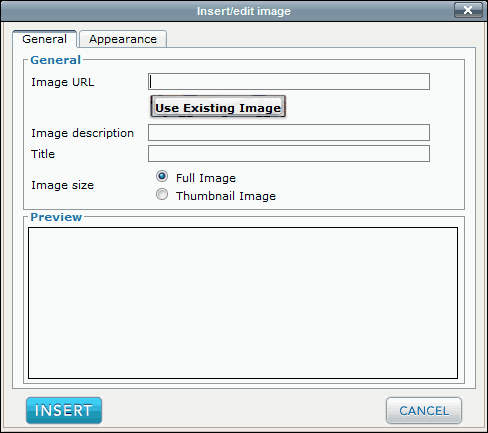 Insert/edit image
General Appearance
General
Image URL
Use Existing Image
Image description
Title
Image size
Full Image
Thumbnail Image
Preview
INSERT CANCEL